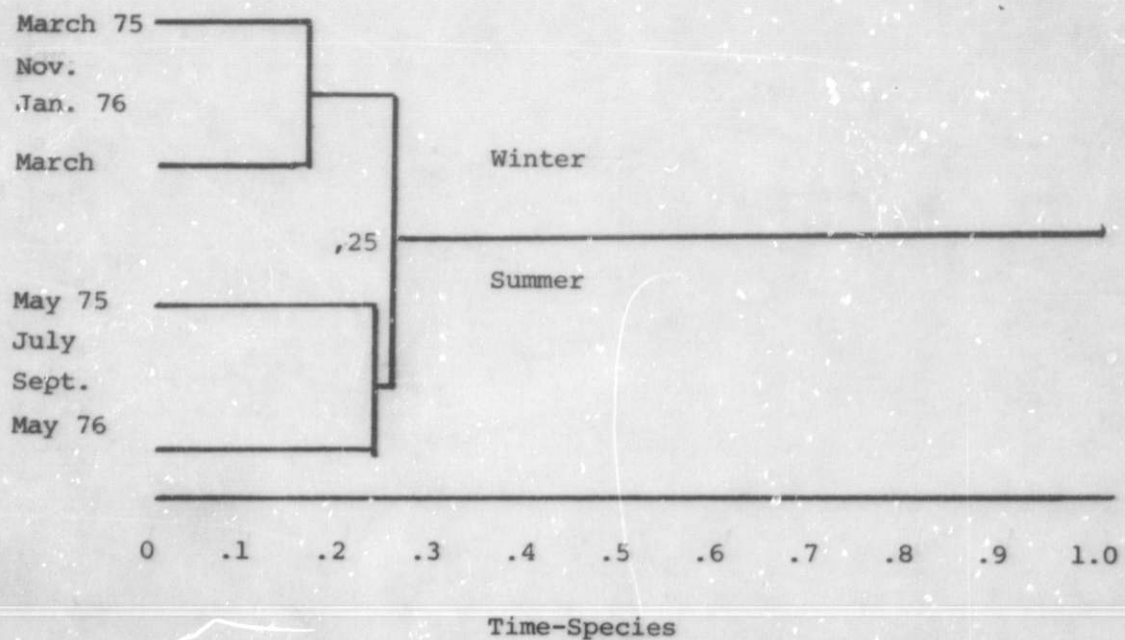 March 75
Nov.
Jan. 76
March
Winter
,25
Summer
May 75
July
Sept.
May 76
0 .1 .2 .3 .4 .5 .6 .7 .8 .9 1.0
Time-Species